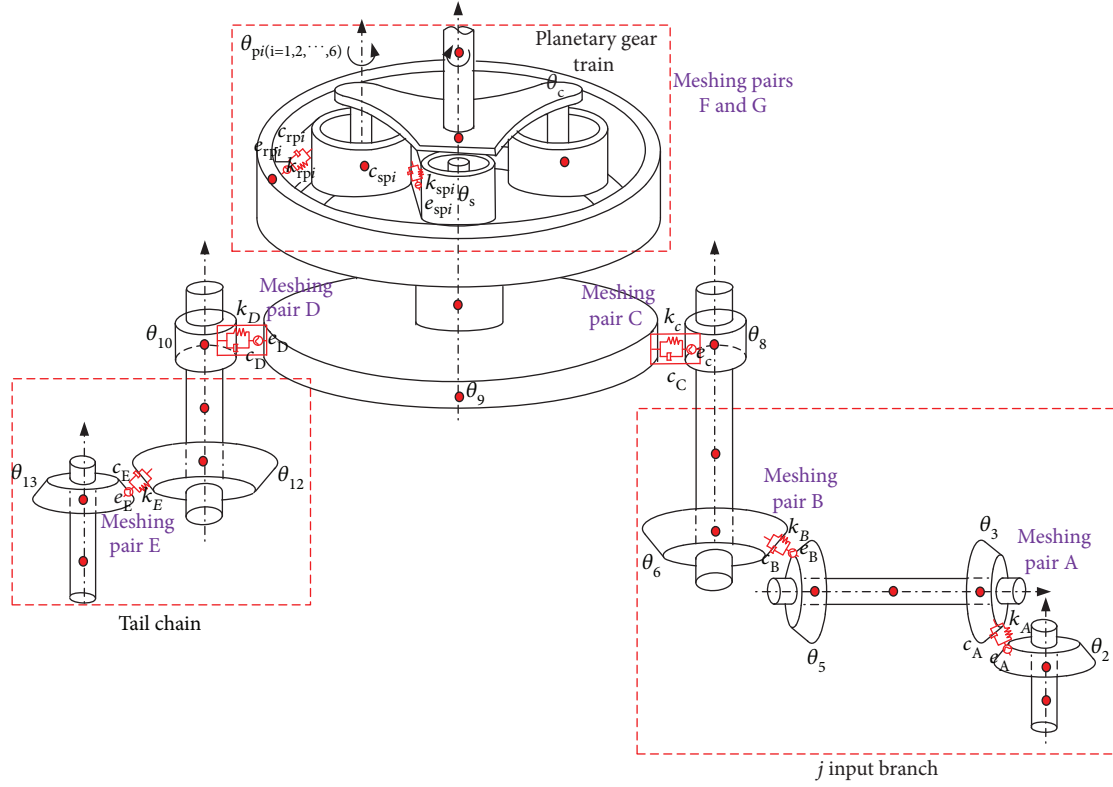 θpi(i=1,2,⋯,6)
Planetary gear
train
θc
Meshing pairs
F and G
crpi
erpi
krpi
cspi
kspi
θs
espi
Meshing
pair D
Meshing
pair C
kD
eD
cD
θ10
kc
ec
cC
θ8
θ9
θ13
cE
eE
kE
θ12
Meshing
pair E
Tail chain
Meshing
pair B
kB
eB
cB
θ6
θ5
θ3
Meshing
pair A
kA
cA
eA
θ2
j input branch